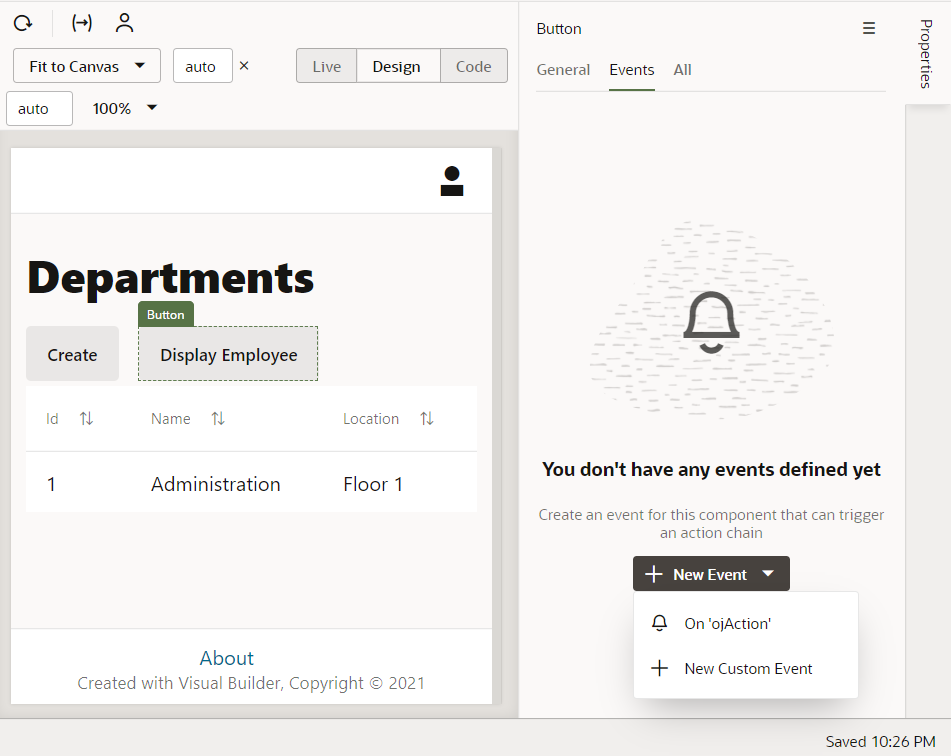 Fit to Canvas
auto
×
Live
Design
Code
auto
100%
Departments
Button
Create
Display Employee
Id
Name
Location
1
Administration
Floor 1
About
Created with Visual Builder, Copyright © 2021
Button
General
Events
All
You don't have any events defined yet
Create an event for this component that can trigger
an action chain
New Event
On 'ojAction'
New Custom Event
Properties
Saved 10:26 PM